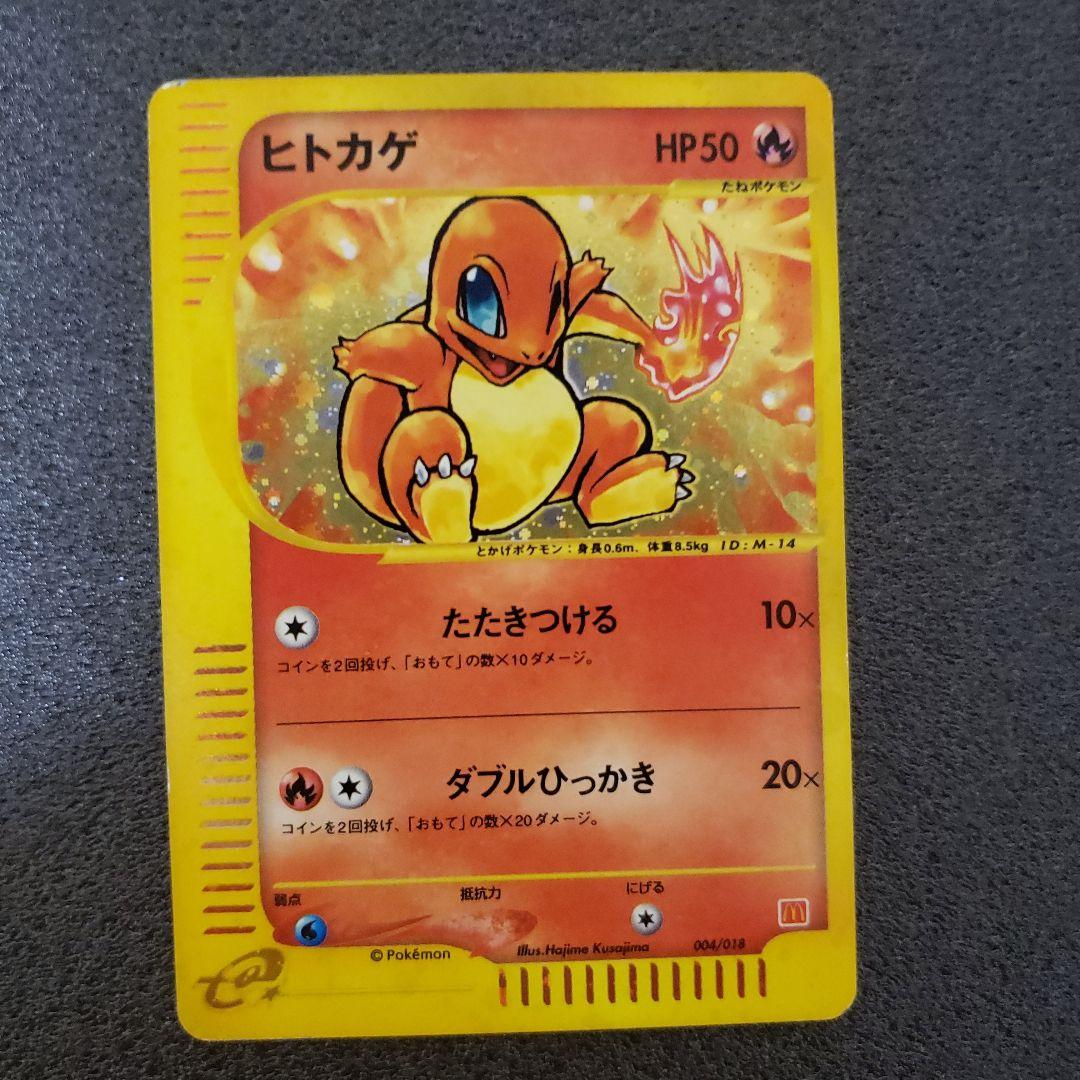 ヒトカゲ HP50
たねポケモン
とかげポケモン：身長0.6m、体重8.5kg ID：M-14
たたきつける 10×
コインを2回投げ、「おもて」の数×10ダメージ。
ダブルひっかき 20×
コインを2回投げ、「おもて」の数×20ダメージ。
弱点 抵抗力 にげる
© Pokémon Illus.Hajime Kusajima 004/018
e